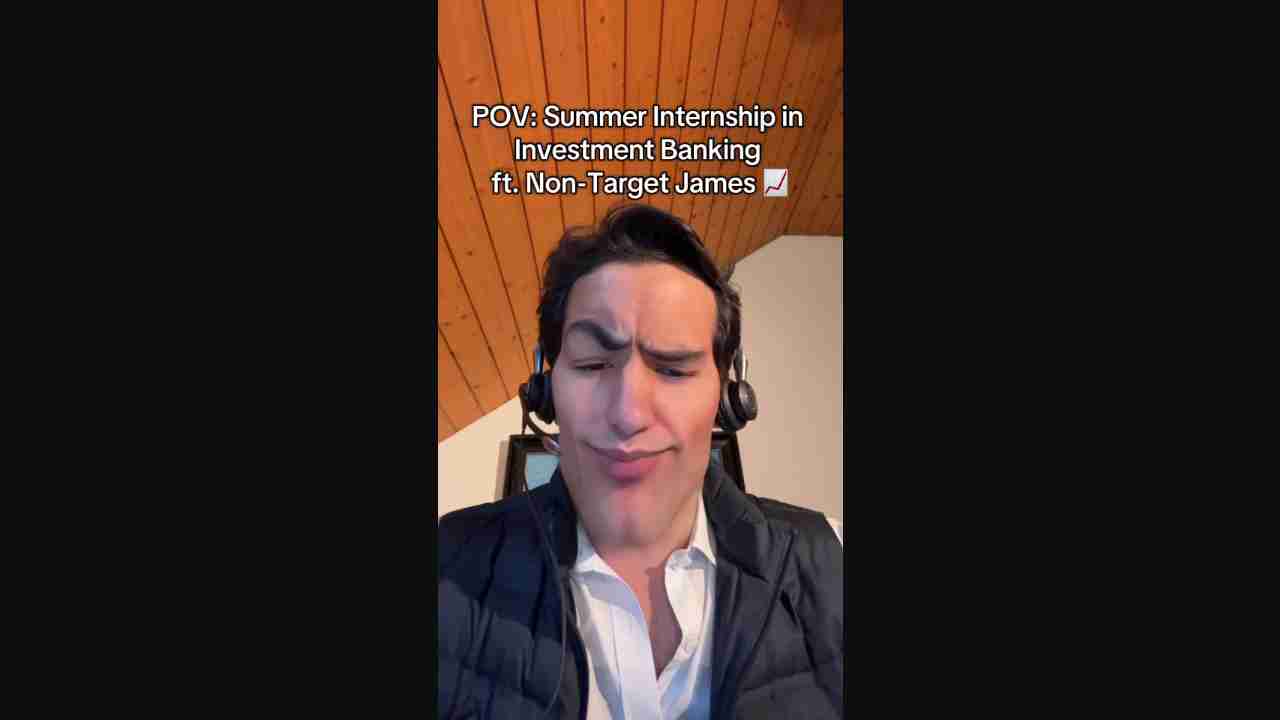 POV: Summer Internship in
Investment Banking
ft. Non-Target James 📈